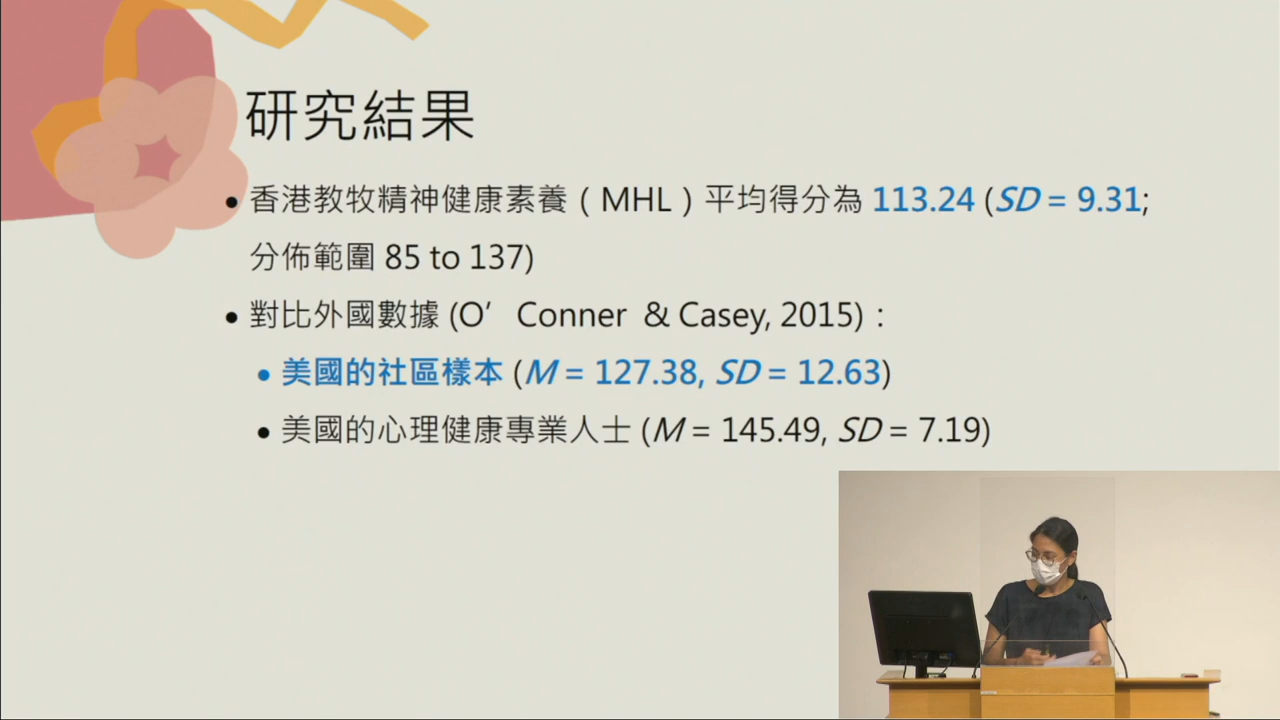 研究結果
• 香港教牧精神健康素養（MHL）平均得分為 113.24 (SD = 9.31;
分佈範圍 85 to 137)
• 對比外國數據 (O’ Conner & Casey, 2015)：
• 美國的社區樣本 (M = 127.38, SD = 12.63)
• 美國的心理健康專業人士 (M = 145.49, SD = 7.19)